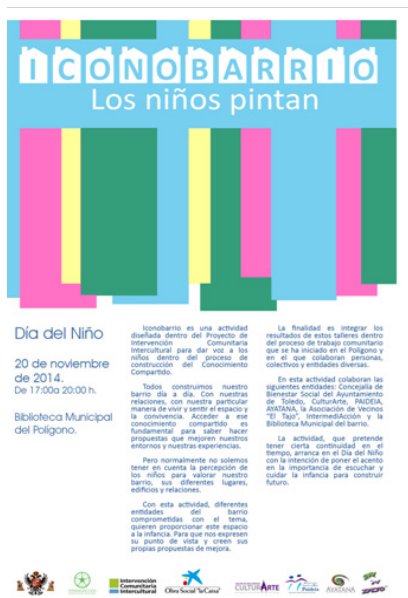 ICONOBARRIO
Los niños pintan
Día del Niño
20 de noviembre
de 2014.
De 17:00a 20:00 h.
Biblioteca Municipal
del Polígono.
Iconobarrio es una actividad
diseñada dentro del Proyecto de
Intervención Comunitaria
Intercultural para dar voz a los
niños dentro del proceso de
construcción del Conocimiento
Compartido.
Todos construimos nuestro
barrio día a día. Con nuestras
relaciones, con nuestra particular
manera de vivir y sentir el espacio y
la convivencia. Acceder a ese
conocimiento compartido es
fundamental para saber hacer
propuestas que mejoren nuestros
entornos y nuestras experiencias.
Pero normalmente no solemos
tener en cuenta la percepción de
los niños para valorar nuestro
barrio, sus diferentes lugares,
edificios y relaciones.
Con esta actividad, diferentes
entidades del barrio
comprometidas con el tema,
quieren proporcionar este espacio
a la infancia. Para que nos expresen
su punto de vista y creen sus
propias propuestas de mejora.
La finalidad es integrar los
resultados de estos talleres dentro
del proceso de trabajo comunitario
que se ha iniciado en el Polígono y
en el que colaboran personas,
colectivos y entidades diversas.
En esta actividad colaboran las
siguientes entidades: Concejalía de
Bienestar Social del Ayuntamiento
de Toledo, CulturArte, PAIDEIA,
AYATANA, la Asociación de Vecinos
"El Tajo", IntermediAcción y la
Biblioteca Municipal del barrio.
La actividad, que pretende
tener cierta continuidad en el
tiempo, arranca en el Día del Niño
con la intención de poner el acento
en la importancia de escuchar y
cuidar la infancia para construir
futuro.
Intervención
Comunitaria
Intercultural
Obra Social "la Caixa"
CULTURARTE
Paideia
AYATANA